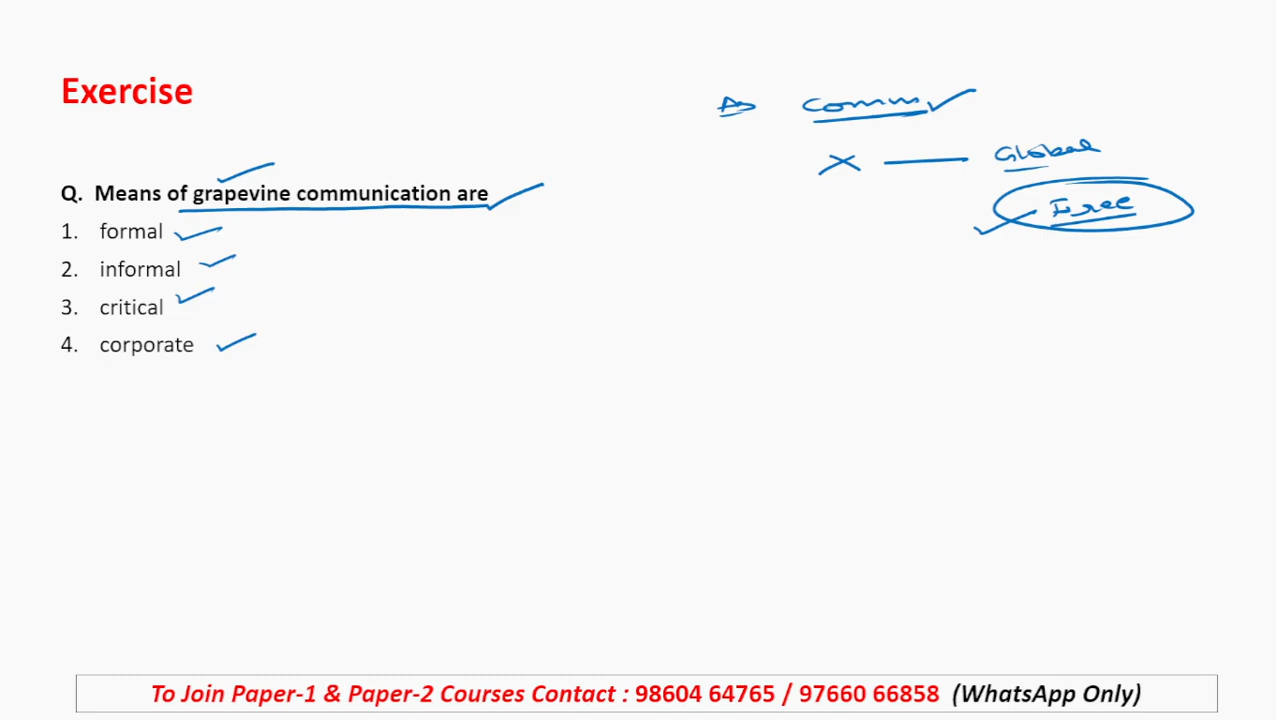 Exercise
Comm
Global
Free
Q. Means of grapevine communication are
1. formal
2. informal
3. critical
4. corporate
To Join Paper-1 & Paper-2 Courses Contact : 98604 64765 / 97660 66858 (WhatsApp Only)